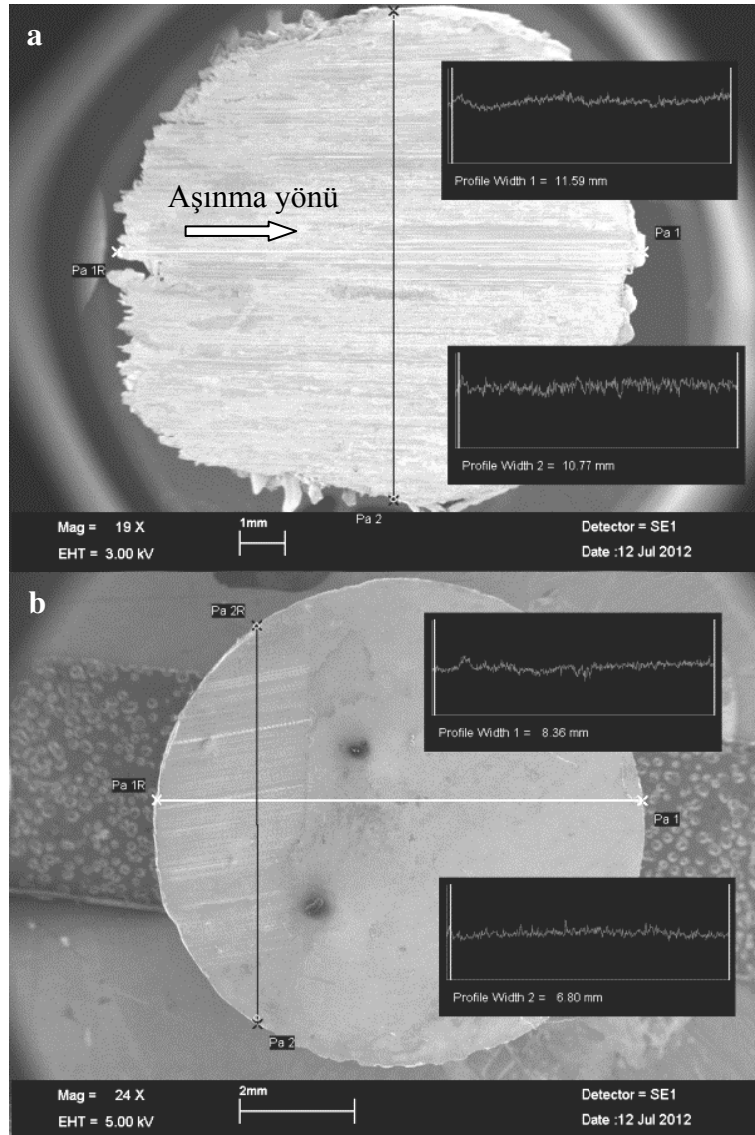 a
Profile Width 1 = 11.59 mm
Aşınma yönü
Pa 1R
Pa 1
Profile Width 2 = 10.77 mm
Pa 2
Mag = 19 X
1mm
Detector = SE1
EHT = 3.00 kV
Date :12 Jul 2012
b
Pa 2R
Profile Width 1 = 8.36 mm
Pa 1R
Pa 1
Profile Width 2 = 6.80 mm
Pa 2
Mag = 24 X
2mm
Detector = SE1
EHT = 5.00 kV
Date :12 Jul 2012